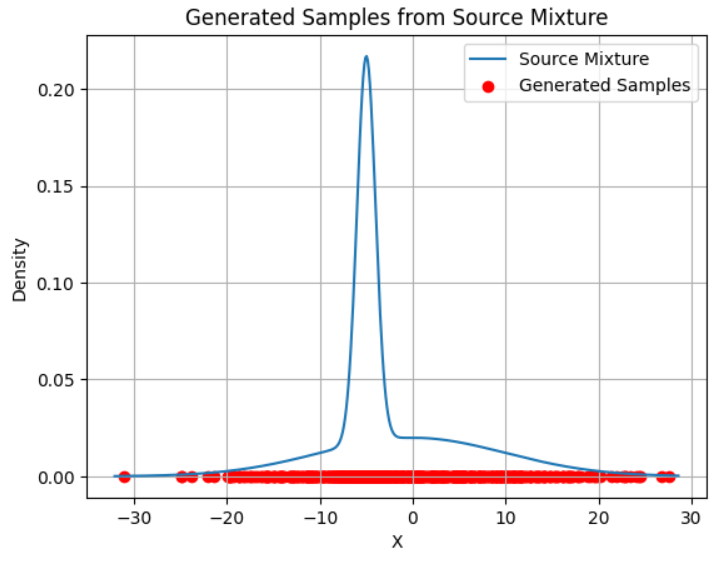 Generated Samples from Source Mixture
Source Mixture
Generated Samples
Density
0.20
0.15
0.10
0.05
0.00
−30
−20
−10
0
10
20
30
X